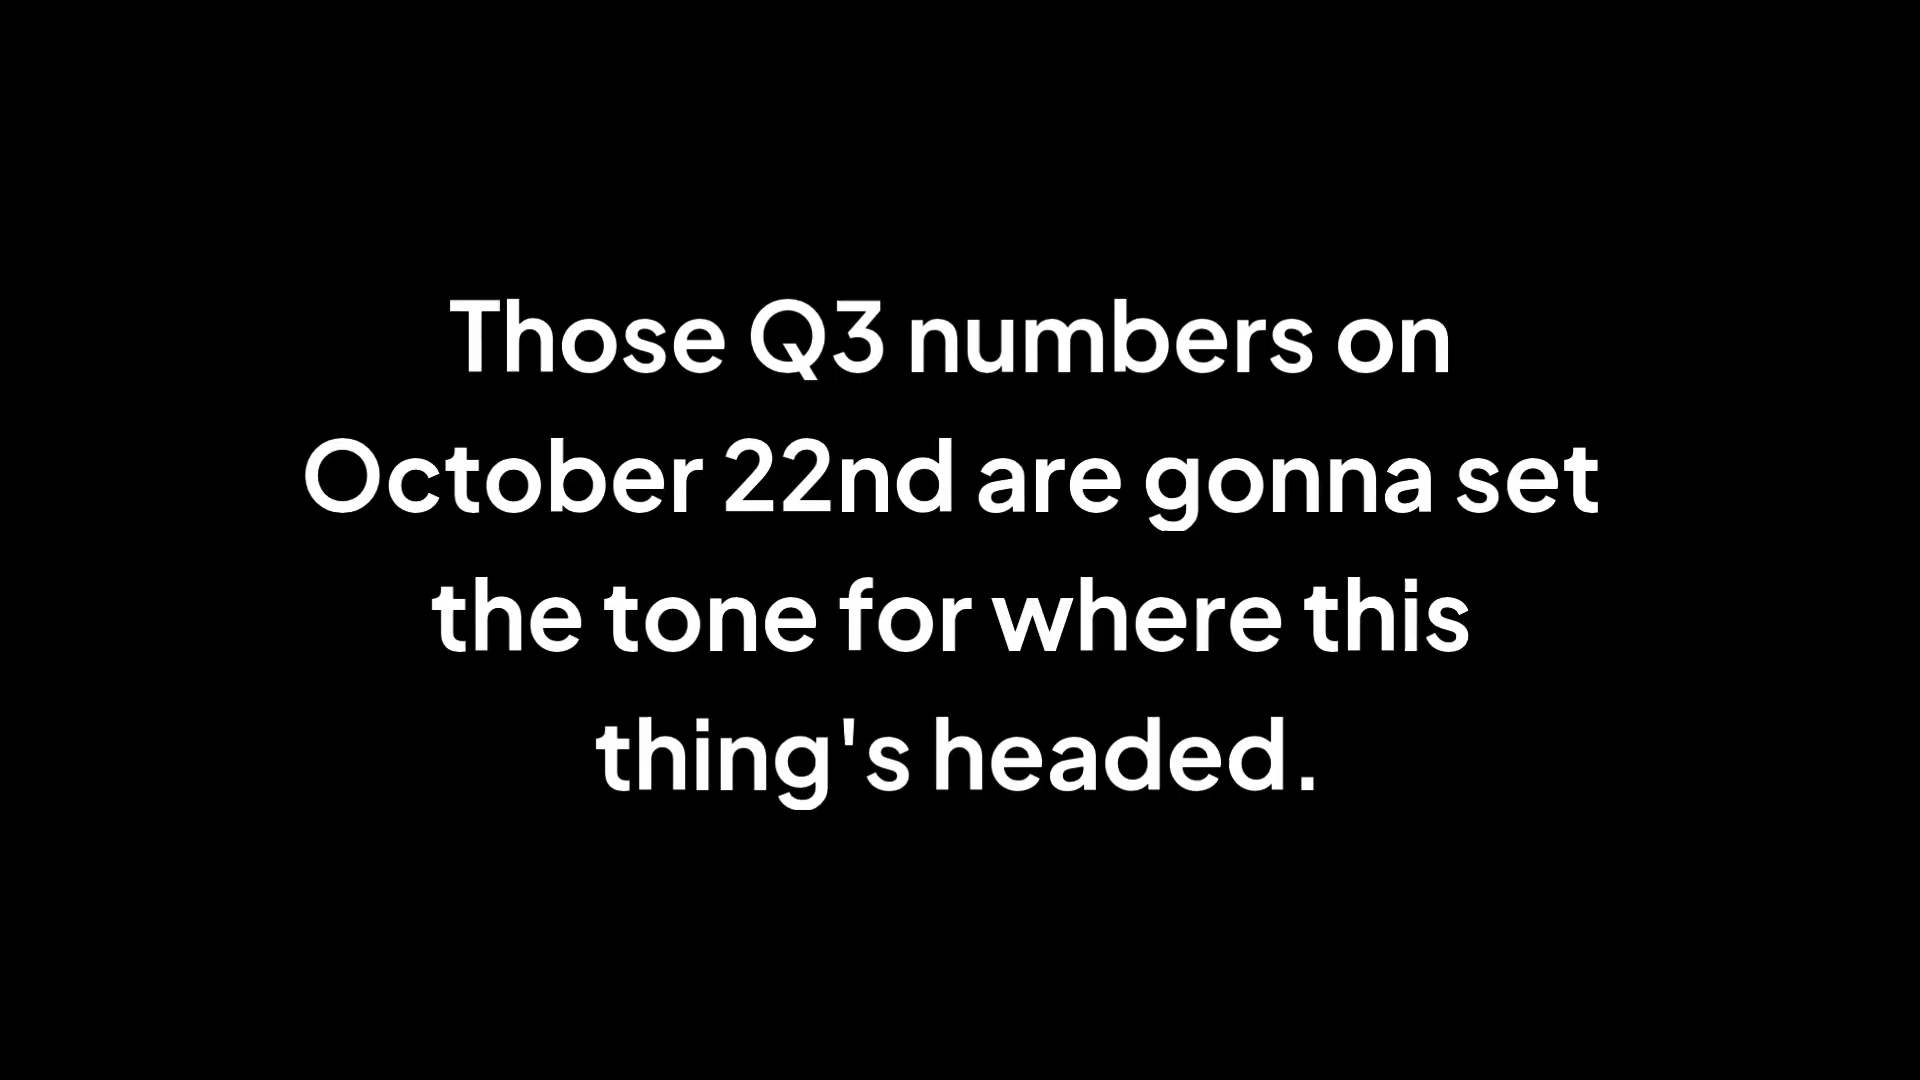 Those Q3 numbers on
October 22nd are gonna set
the tone for where this
thing's headed.